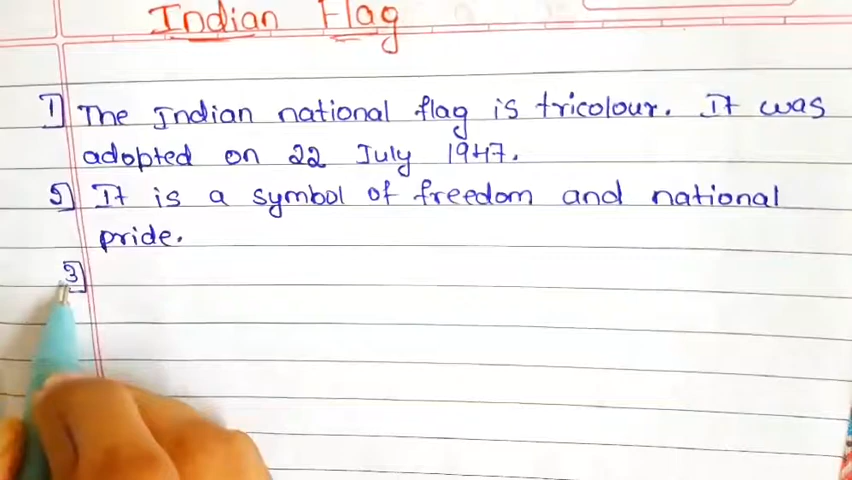 Indian Flag
1] The Indian national flag is tricolour. It was
adopted on 22 July 1947.
2] It is a symbol of freedom and national
pride.
3]